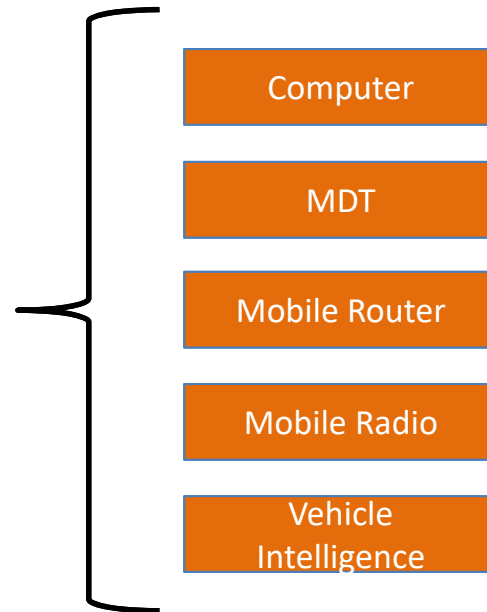 Computer
MDT
Mobile Router
Mobile Radio
Vehicle
Intelligence